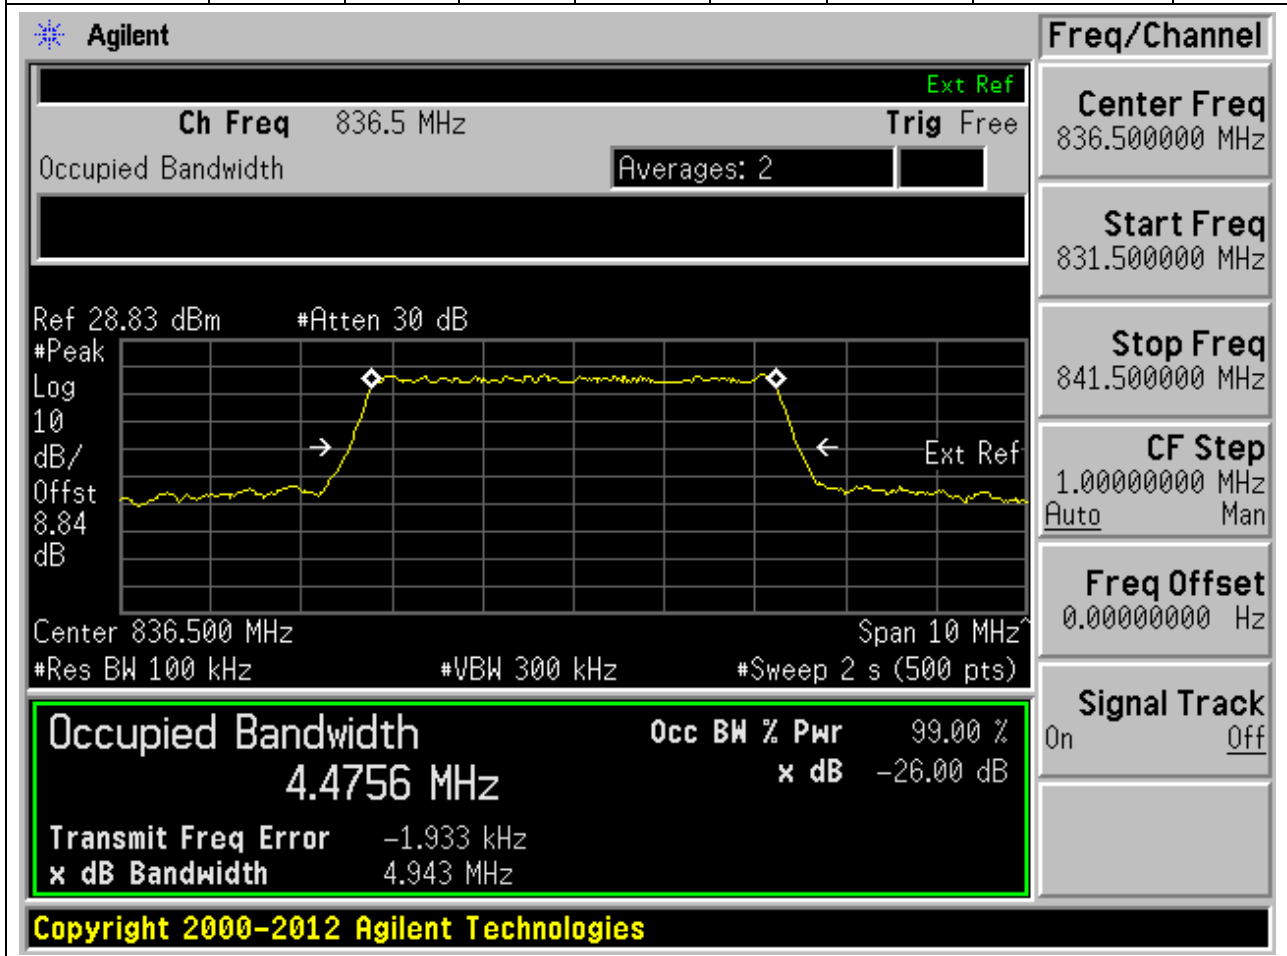 Agilent
Freq/Channel
Ext Ref
Ch Freq 836.5 MHz Trig Free
Occupied Bandwidth Averages: 2
Ref 28.83 dBm #Atten 30 dB
#Peak
Log
10
dB/
Offst
8.84
dB
Ext Ref
Center 836.500 MHz Span 10 MHz^
#Res BW 100 kHz #VBW 300 kHz #Sweep 2 s (500 pts)
Occupied Bandwidth
4.4756 MHz
Occ BW % Pwr 99.00 %
x dB -26.00 dB
Transmit Freq Error -1.933 kHz
x dB Bandwidth 4.943 MHz
Copyright 2000-2012 Agilent Technologies
Center Freq
836.500000 MHz
Start Freq
831.500000 MHz
Stop Freq
841.500000 MHz
CF Step
1.00000000 MHz
Auto Man
Freq Offset
0.00000000 Hz
Signal Track
On Off